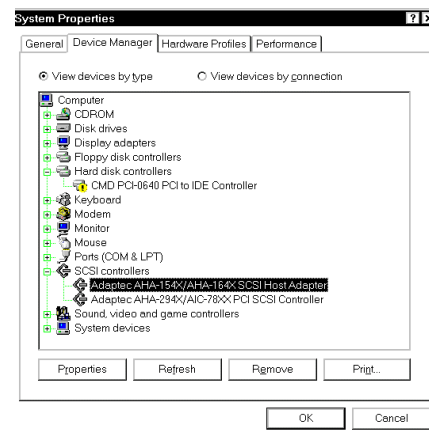 System Properties
General Device Manager Hardware Profiles Performance
View devices by type View devices by connection
Computer
CDROM
Disk drives
Display adapters
Floppy disk controllers
Hard disk controllers
CMD PCI-0640 PCI to IDE Controller
Keyboard
Modem
Monitor
Mouse
Ports (COM & LPT)
SCSI controllers
Adaptec AHA-154X/AHA-164X SCSI Host Adapter
Adaptec AHA-294X/AIC-78XX PCI SCSI Controller
Sound, video and game controllers
System devices
Properties Refresh Remove Print...
OK Cancel